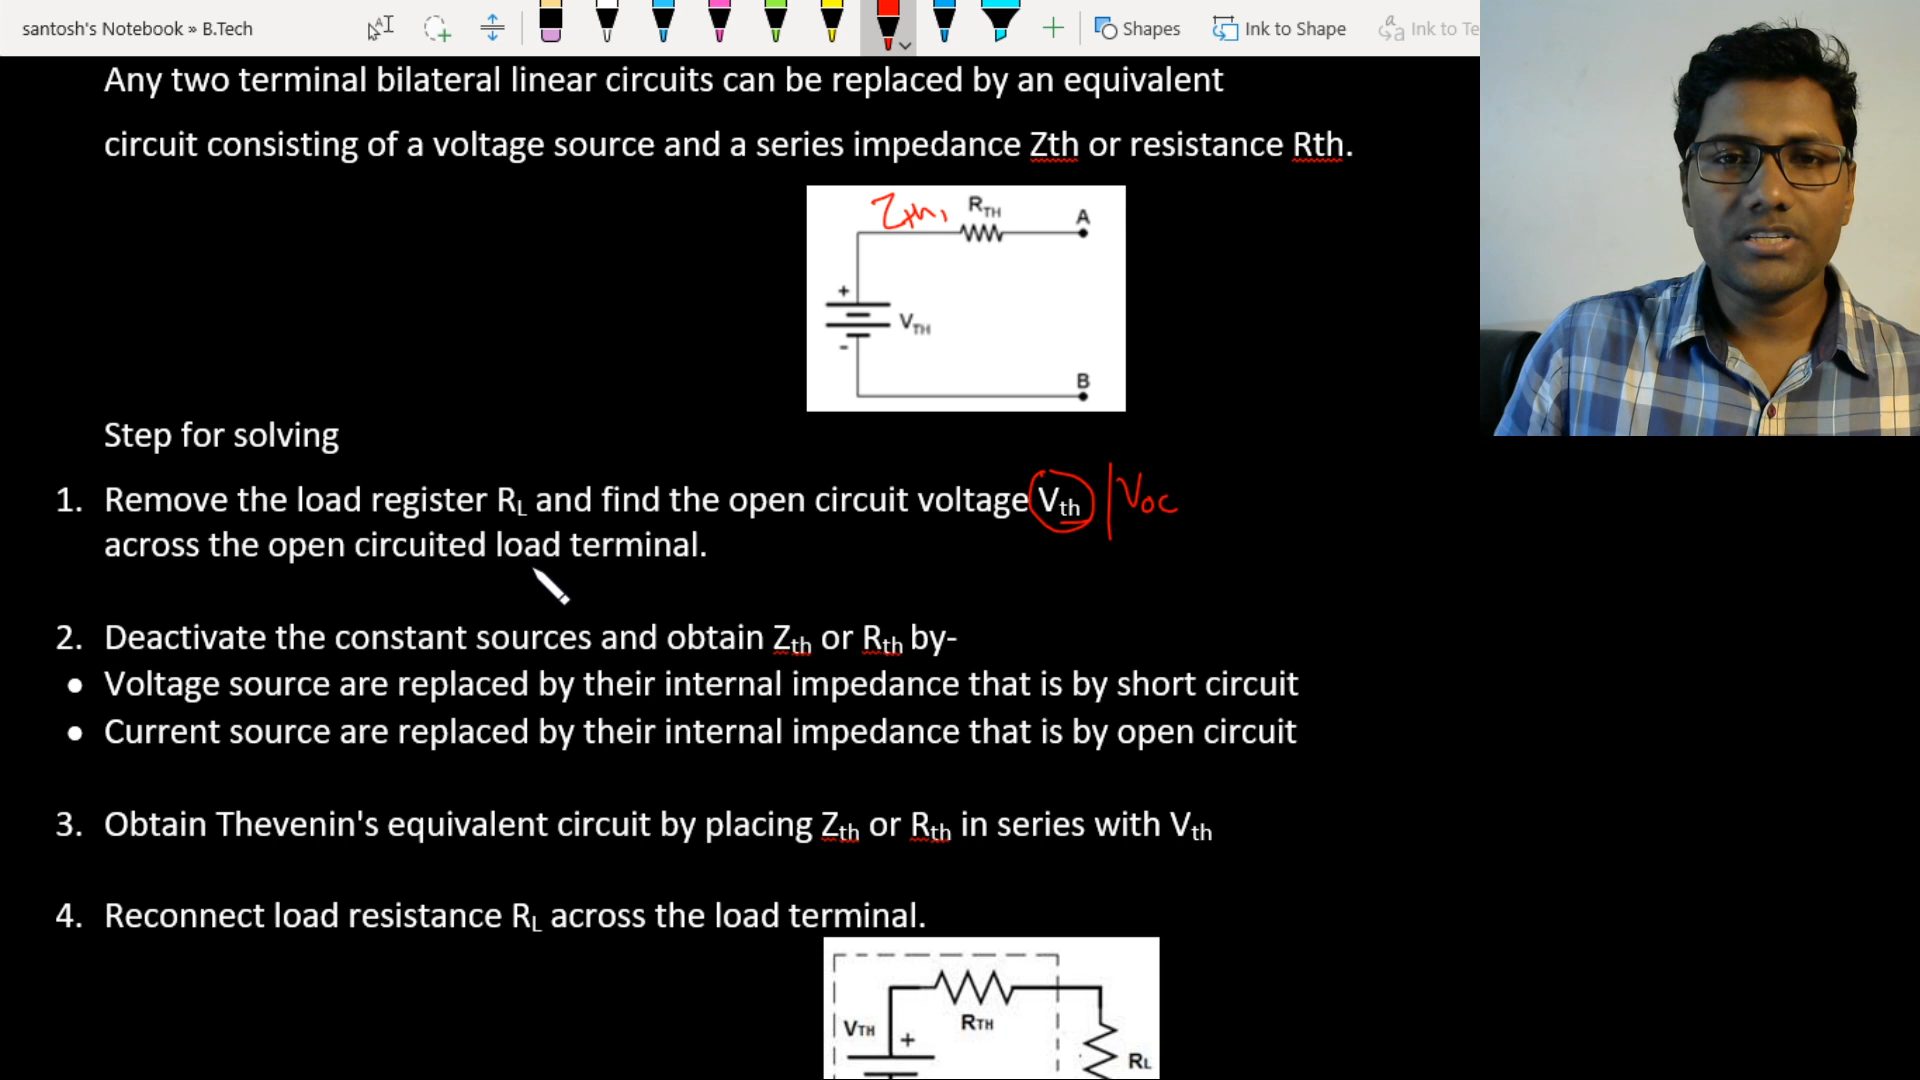 santosh's Notebook » B.Tech
Shapes
Ink to Shape
Ink to Te
Any two terminal bilateral linear circuits can be replaced by an equivalent
circuit consisting of a voltage source and a series impedance Zth or resistance Rth.
Zth,
RTH
A
+
VTH
-
B
Step for solving
1. Remove the load register RL and find the open circuit voltage Vth | Voc
across the open circuited load terminal.
2. Deactivate the constant sources and obtain Zth or Rth by-
• Voltage source are replaced by their internal impedance that is by short circuit
• Current source are replaced by their internal impedance that is by open circuit
3. Obtain Thevenin's equivalent circuit by placing Zth or Rth in series with Vth
4. Reconnect load resistance RL across the load terminal.
VTH
+
RTH
RL